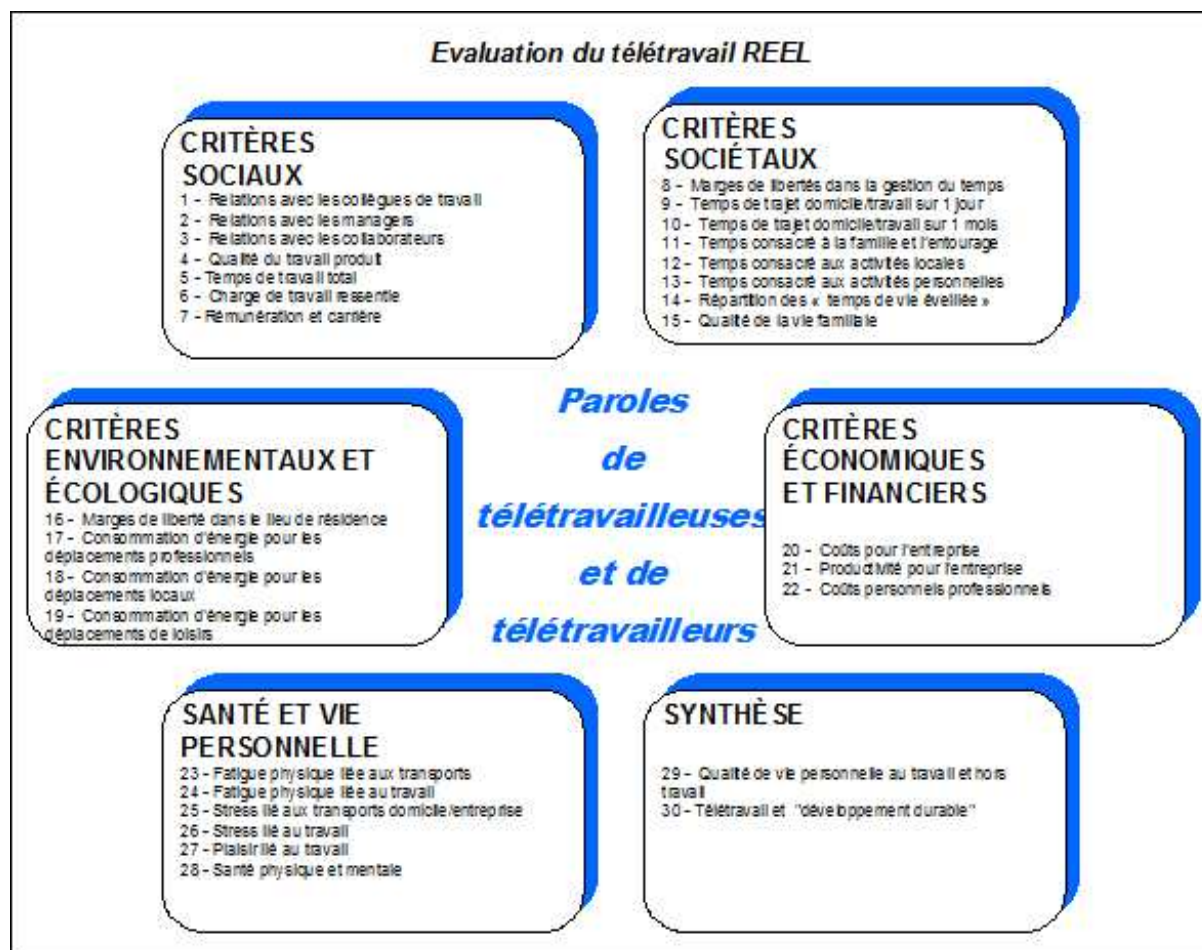 Evaluation du télétravail REEL
CRITÈRES
SOCIAUX
1 - Relations avec les collègues de travail
2 - Relations avec les managers
3 - Relations avec les collaborateurs
4 - Qualité du travail produit
5 - Temps de travail total
6 - Charge de travail ressentie
7 - Rémunération et carrière
CRITÈRES
SOCIÉTAUX
8 - Marges de libertés dans la gestion du temps
9 - Temps de trajet domicile/travail sur 1 jour
10 - Temps de trajet domicile/travail sur 1 mois
11 - Temps consacré à la famille et l'entourage
12 - Temps consacré aux activités locales
13 - Temps consacré aux activités personnelles
14 - Répartition des « temps de vie éveillée »
15 - Qualité de la vie familiale
CRITÈRES
ENVIRONNEMENTAUX ET
ÉCOLOGIQUES
16 - Marges de liberté dans le lieu de résidence
17 - Consommation d'énergie pour les
déplacements professionnels
18 - Consommation d'énergie pour les
déplacements locaux
19 - Consommation d'énergie pour les
déplacements de loisirs
Paroles
de
télétravailleuses
et de
télétravailleurs
CRITÈRES
ÉCONOMIQUES
ET FINANCIERS
20 - Coûts pour l'entreprise
21 - Productivité pour l'entreprise
22 - Coûts personnels professionnels
SANTÉ ET VIE
PERSONNELLE
23 - Fatigue physique liée aux transports
24 - Fatigue physique liée au travail
25 - Stress lié aux transports domicile/entreprise
26 - Stress lié au travail
27 - Plaisir lié au travail
28 - Santé physique et mentale
SYNTHÈSE
29 - Qualité de vie personnelle au travail et hors
travail
30 - Télétravail et "développement durable"